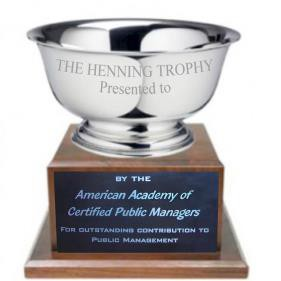 THE HENNING TROPHY
Presented to
BY THE
American Academy of
Certified Public Managers
FOR OUTSTANDING CONTRIBUTION TO
PUBLIC MANAGEMENT